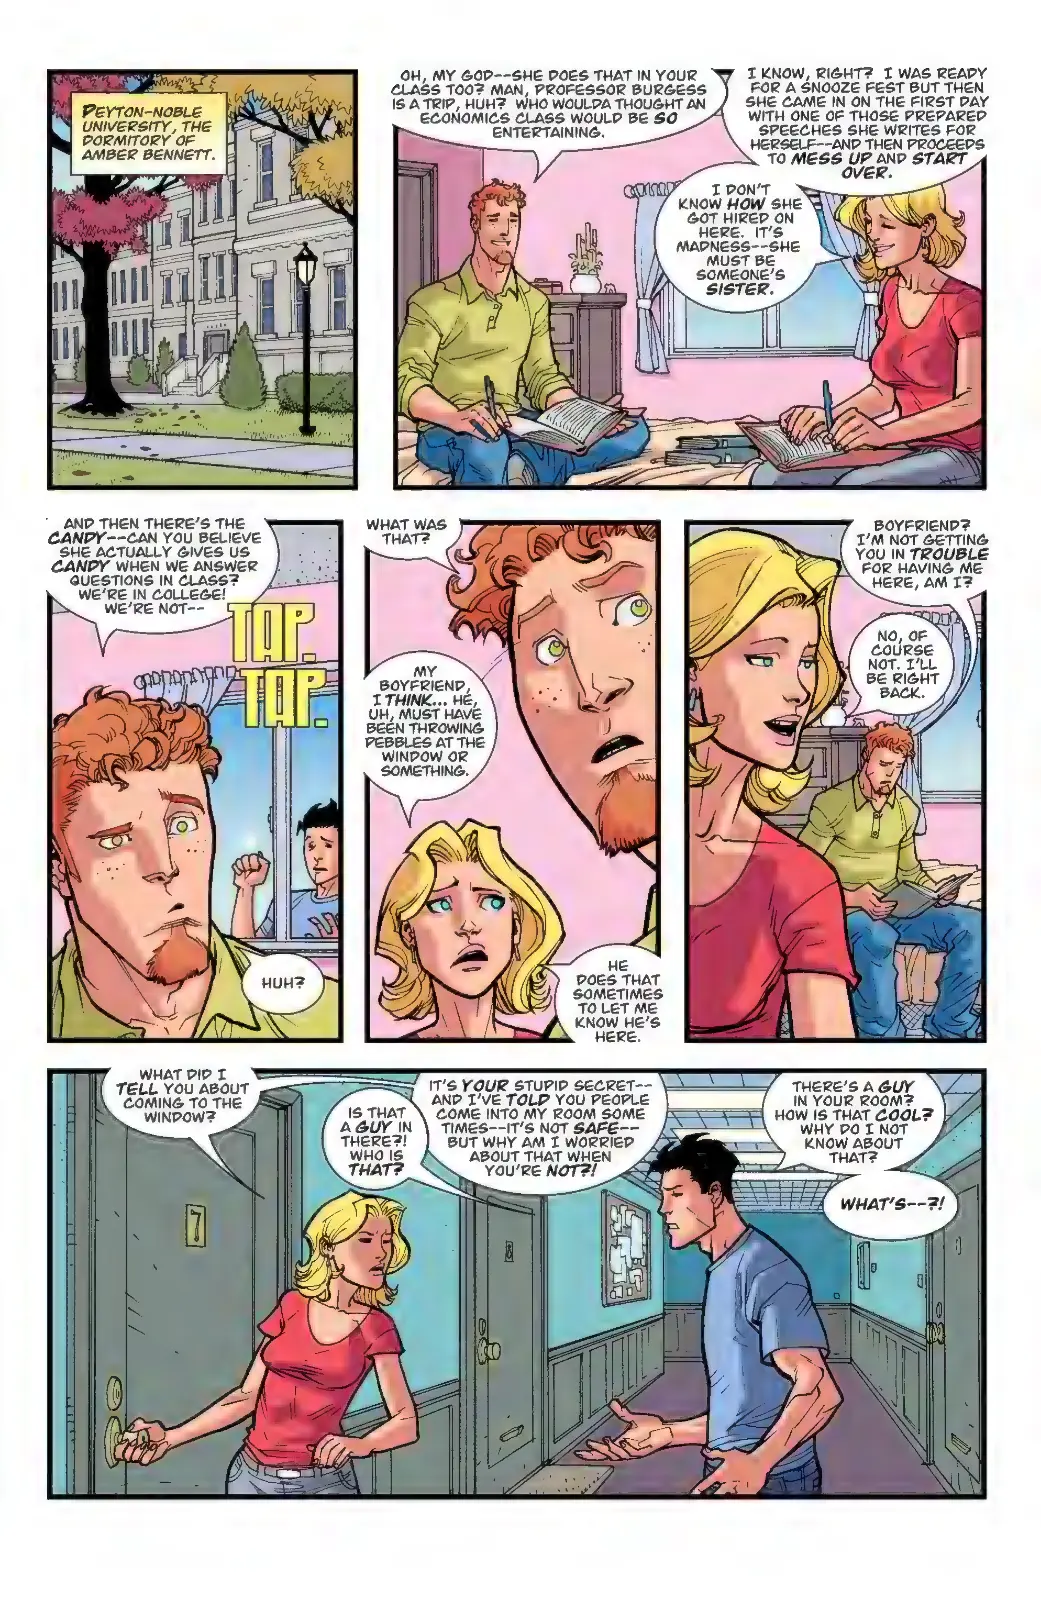 PEYTON-NOBLE
UNIVERSITY, THE
DORMITORY OF
AMBER BENNETT.
OH, MY GOD--SHE DOES THAT IN YOUR
CLASS TOO? MAN, PROFESSOR BURGESS
IS A TRIP, HUH? WHO WOULDA THOUGHT AN
ECONOMICS CLASS WOULD BE SO
ENTERTAINING.
I KNOW, RIGHT? I WAS READY
FOR A SNOOZE FEST BUT THEN
SHE CAME IN ON THE FIRST DAY
WITH ONE OF THOSE PREPARED
SPEECHES SHE WRITES FOR
HERSELF--AND THEN PROCEEDS
TO MESS UP AND START
OVER.
I DON'T
KNOW HOW SHE
GOT HIRED ON
HERE. IT'S
MADNESS--SHE
MUST BE
SOMEONE'S
SISTER.
AND THEN THERE'S THE
CANDY--CAN YOU BELIEVE
SHE ACTUALLY GIVES US
CANDY WHEN WE ANSWER
QUESTIONS IN CLASS?
WE'RE IN COLLEGE!
WE'RE NOT--
TAP.
TAP.
HUH?
WHAT WAS
THAT?
MY
BOYFRIEND,
I THINK... HE,
UH, MUST HAVE
BEEN THROWING
PEBBLES AT THE
WINDOW OR
SOMETHING.
HE
DOES THAT
SOMETIMES
TO LET ME
KNOW HE'S
HERE.
BOYFRIEND?
I'M NOT GETTING
YOU IN TROUBLE
FOR HAVING ME
HERE, AM I?
NO, OF
COURSE
NOT. I'LL
BE RIGHT
BACK.
WHAT DID I
TELL YOU ABOUT
COMING TO THE
WINDOW?
IS THAT
A GUY IN
THERE?!
WHO IS
THAT?
IT'S YOUR STUPID SECRET--
AND I'VE TOLD YOU PEOPLE
COME INTO MY ROOM SOME
TIMES--IT'S NOT SAFE--
BUT WHY AM I WORRIED
ABOUT THAT WHEN
YOU'RE NOT?!
THERE'S A GUY
IN YOUR ROOM?
HOW IS THAT COOL?
WHY DO I NOT
KNOW ABOUT
THAT?
WHAT'S--?!
7
8